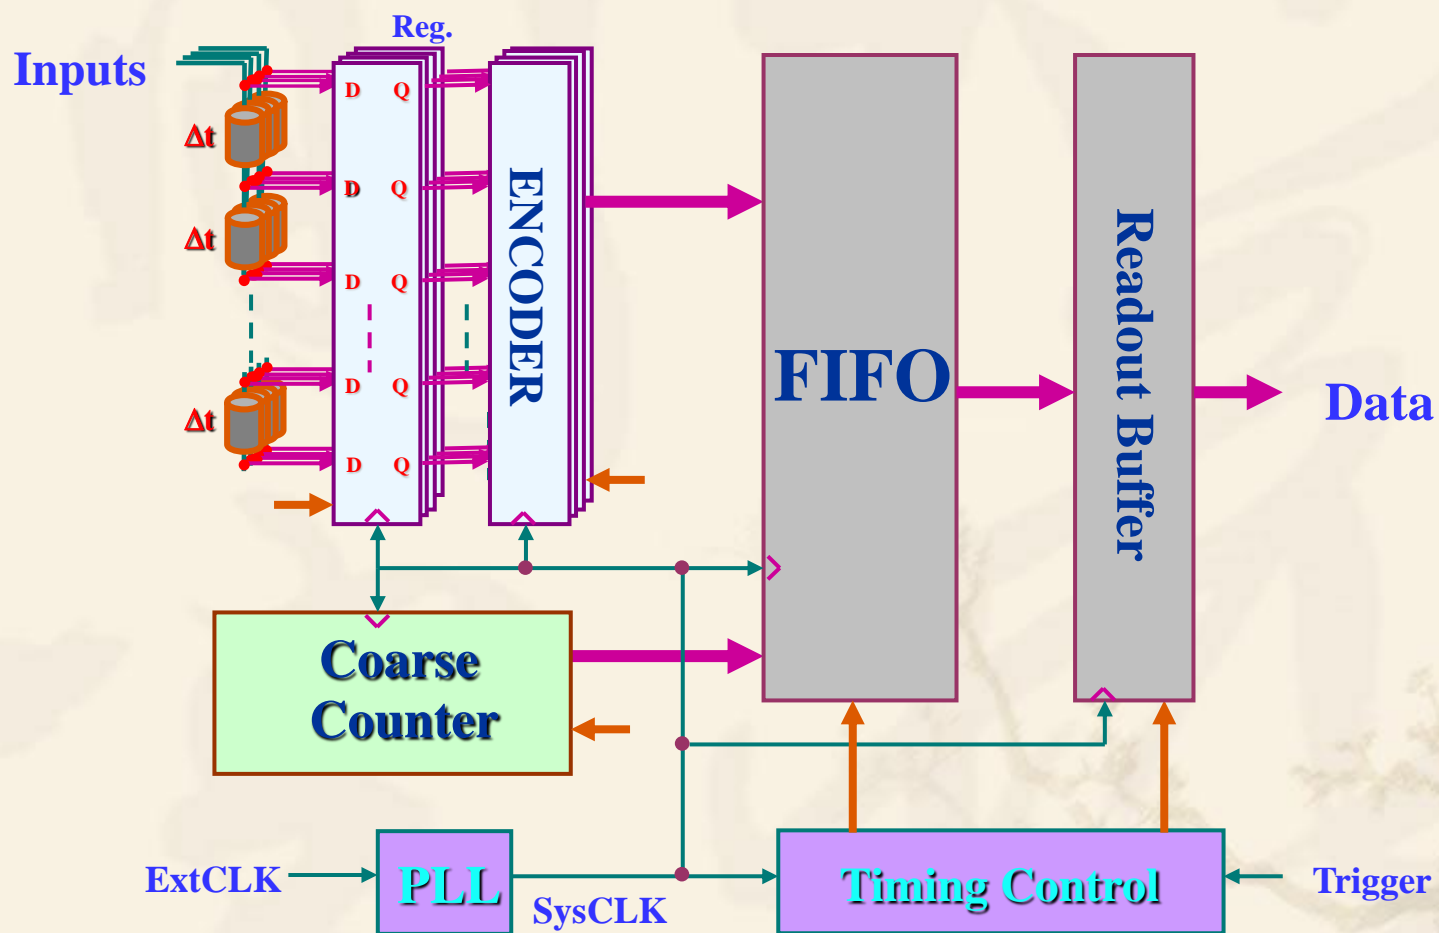 Reg.
Inputs
D Q
Δt
D Q
Δt
D Q
D Q
Δt
D Q
ENCODER
FIFO
Readout Buffer
Data
Coarse
Counter
ExtCLK
PLL
SysCLK
Timing Control
Trigger